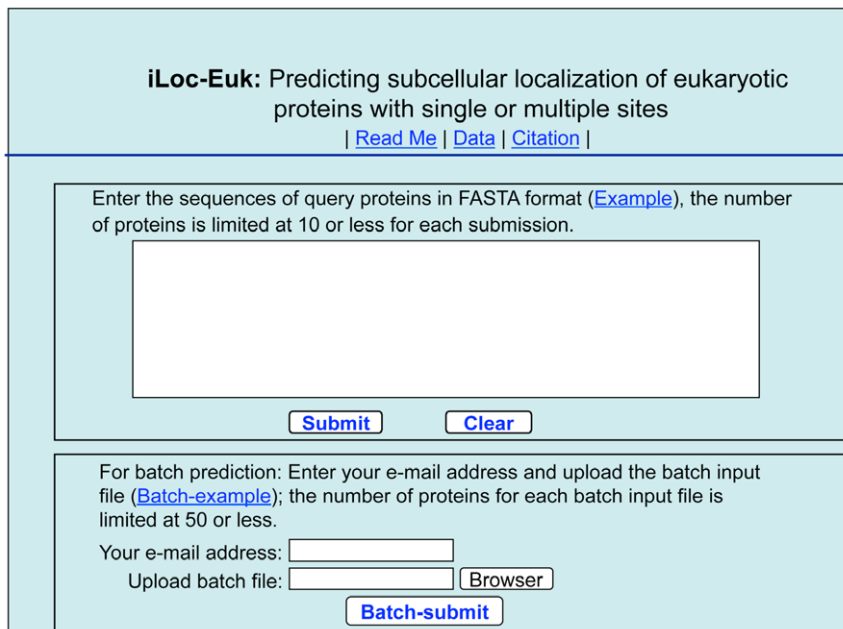 iLoc-Euk: Predicting subcellular localization of eukaryotic
proteins with single or multiple sites
| Read Me | Data | Citation |
Enter the sequences of query proteins in FASTA format (Example), the number
of proteins is limited at 10 or less for each submission.
Submit Clear
For batch prediction: Enter your e-mail address and upload the batch input
file (Batch-example); the number of proteins for each batch input file is
limited at 50 or less.
Your e-mail address:
Upload batch file: Browser
Batch-submit